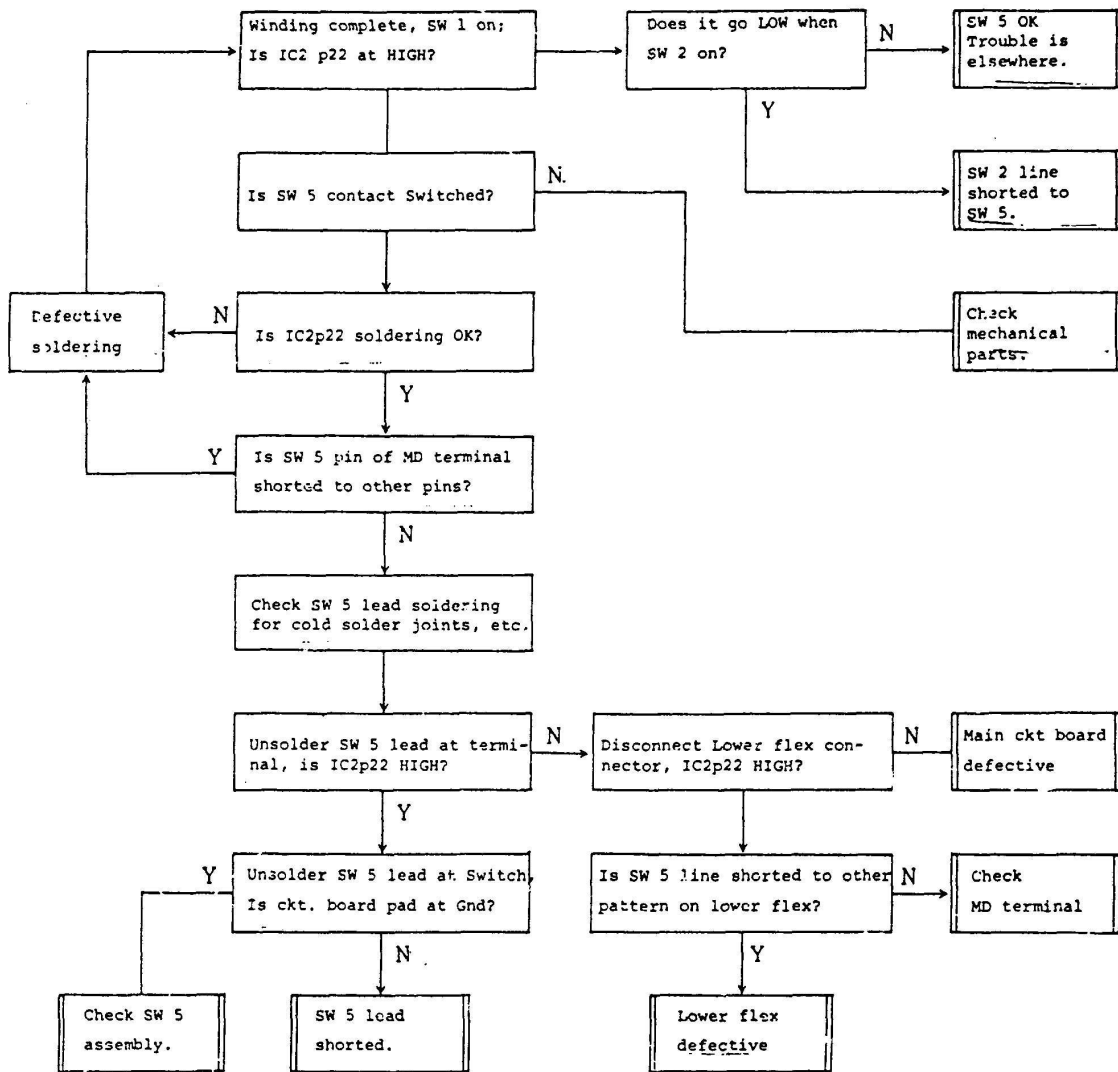 Winding complete, SW 1 on;
Is IC2 p22 at HIGH?
Does it go LOW when
SW 2 on?
N
SW 5 OK
Trouble is
elsewhere.
Y
SW 2 line
shorted to
SW 5.
Is SW 5 contact Switched?
N.
Check
mechanical
parts.
Defective
soldering
N
Is IC2p22 soldering OK?
Y
Y
Is SW 5 pin of MD terminal
shorted to other pins?
N
Check SW 5 lead soldering
for cold solder joints, etc.
Unsolder SW 5 lead at termi-
nal, is IC2p22 HIGH?
N
Disconnect Lower flex con-
nector, IC2p22 HIGH?
N
Main ckt board
defective
Y
Y
Unsolder SW 5 lead at Switch,
Is ckt. board pad at Gnd?
Is SW 5 line shorted to other
pattern on lower flex?
N
Check
MD terminal
N
Y
Check SW 5
assembly.
SW 5 lead
shorted.
Lower flex
defective